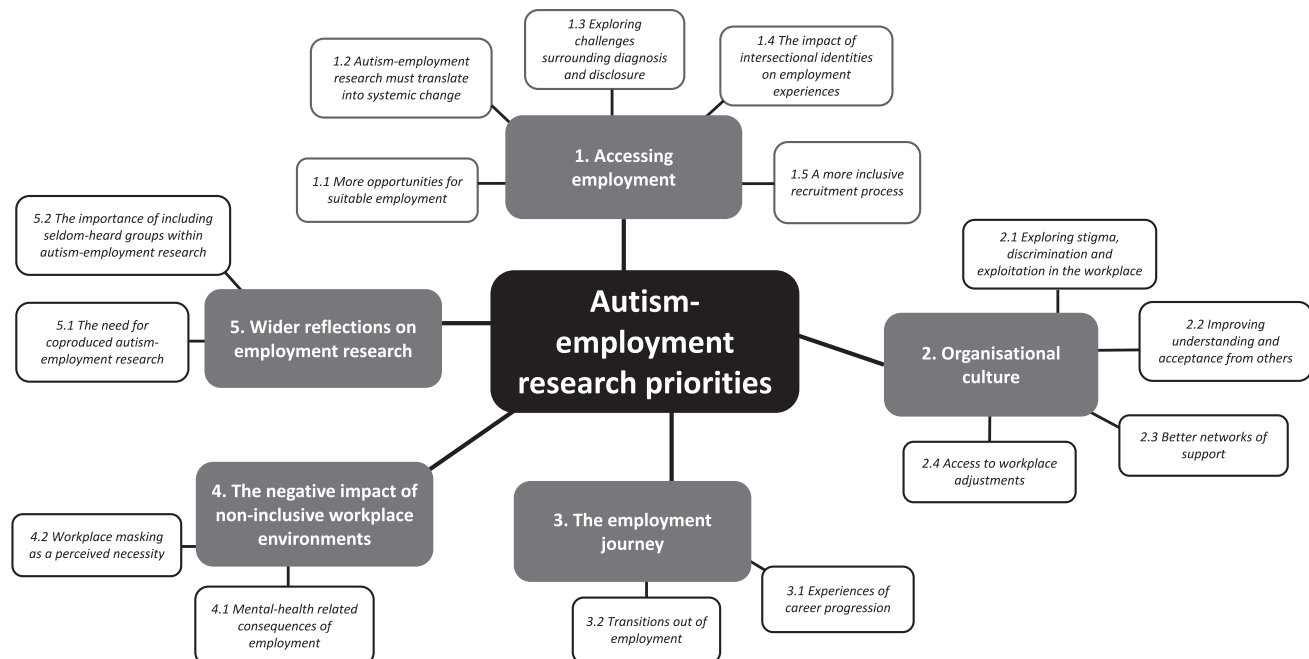 1.3 Exploring
challenges
surrounding diagnosis
and disclosure
1.4 The impact of
intersectional identities
on employment
experiences
1.2 Autism-employment
research must translate
into systemic change
1. Accessing
employment
1.1 More opportunities for
suitable employment
1.5 A more inclusive
recruitment process
5.2 The importance of including
seldom-heard groups within
autism-employment research
2.1 Exploring stigma,
discrimination and
exploitation in the workplace
Autism-
employment
research priorities
5. Wider reflections on
employment research
5.1 The need for
coproduced autism-
employment research
2.2 Improving
understanding and
acceptance from others
2. Organisational
culture
2.3 Better networks of
support
2.4 Access to workplace
adjustments
4. The negative impact of
non-inclusive workplace
environments
3. The employment
journey
4.2 Workplace masking
as a perceived necessity
3.1 Experiences of
career progression
4.1 Mental-health related
consequences of
employment
3.2 Transitions out of
employment